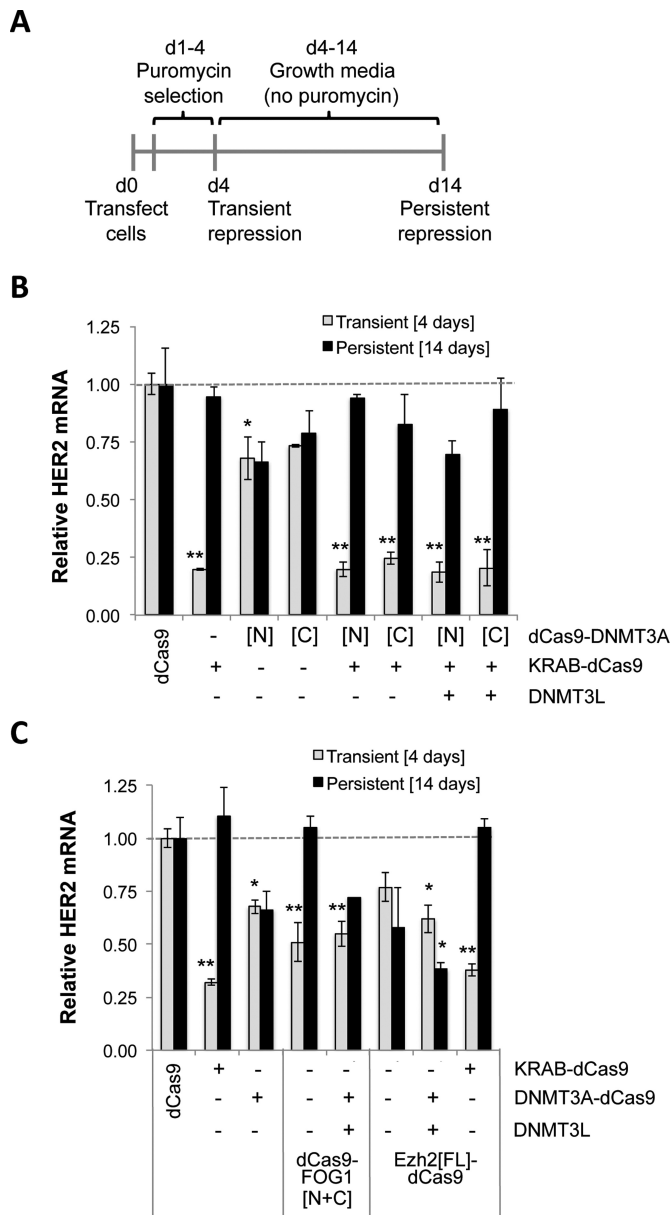 A
d1-4
Puromycin
selection
d4-14
Growth media
(no puromycin)
d0
Transfect
cells
d4
Transient
repression
d14
Persistent
repression
B
Relative HER2 mRNA
1.25
1.00
0.75
0.50
0.25
0.00
Transient [4 days]
Persistent [14 days]
** * ** ** ** **
dCas9
- [N] [C] [N] [C] [N] [C] dCas9-DNMT3A
+ - - + + + + KRAB-dCas9
- - - - - + + DNMT3L
C
Relative HER2 mRNA
1.25
1.00
0.75
0.50
0.25
0.00
Transient [4 days]
Persistent [14 days]
** * ** ** * * **
dCas9
+ - - - - - + KRAB-dCas9
- + - + - + - DNMT3A-dCas9
- - - + - + - DNMT3L
dCas9-
FOG1
[N+C]
Ezh2[FL]-
dCas9